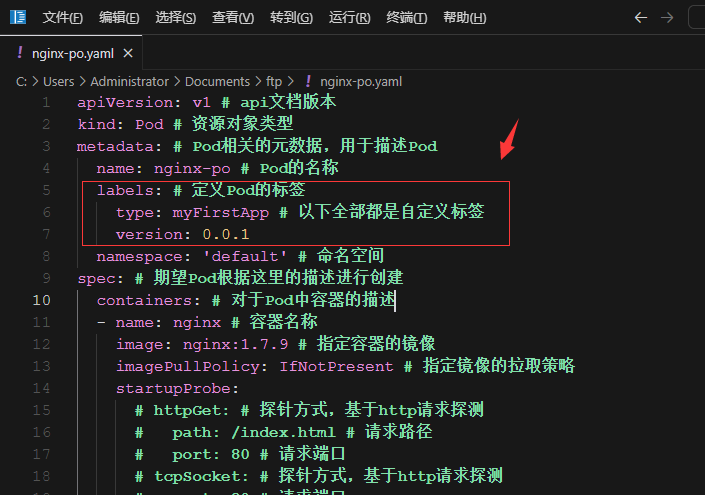 文件(F) 编辑(E) 选择(S) 查看(V) 转到(G) 运行(R) 终端(T) 帮助(H)
! nginx-po.yaml ×
C: > Users > Administrator > Documents > ftp > ! nginx-po.yaml
1 apiVersion: v1 # api文档版本
2 kind: Pod # 资源对象类型
3 metadata: # Pod相关的元数据，用于描述Pod
4   name: nginx-po # Pod的名称
5   labels: # 定义Pod的标签
6     type: myFirstApp # 以下全部都是自定义标签
7     version: 0.0.1
8   namespace: 'default' # 命名空间
9 spec: # 期望Pod根据这里的描述进行创建
10   containers: # 对于Pod中容器的描述
11   - name: nginx # 容器名称
12     image: nginx:1.7.9 # 指定容器的镜像
13     imagePullPolicy: IfNotPresent # 指定镜像的拉取策略
14     startupProbe:
15       # httpGet: # 探针方式，基于http请求探测
16       #   path: /index.html # 请求路径
17       #   port: 80 # 请求端口
18       # tcpSocket: # 探针方式，基于http请求探测